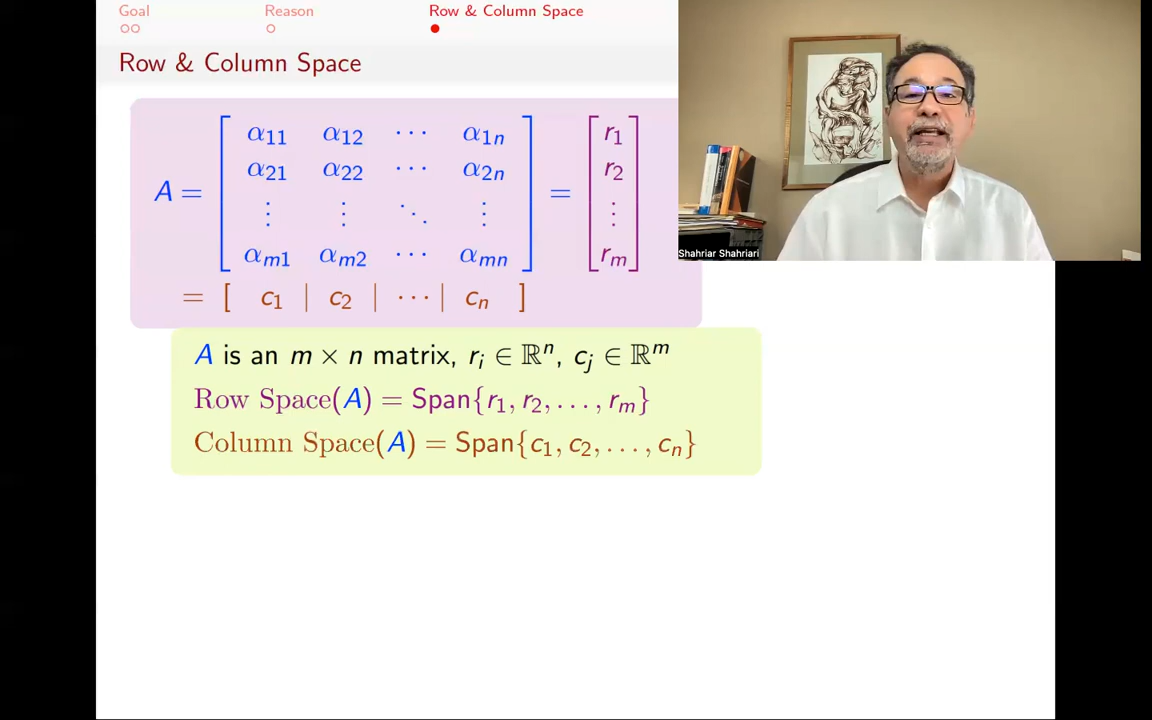 Goal Reason Row & Column Space
Row & Column Space
A = [ α11 α12 ⋯ α1n ; α21 α22 ⋯ α2n ; ⋮ ⋮ ⋱ ⋮ ; αm1 αm2 ⋯ αmn ] = [ r1 ; r2 ; ⋮ ; rm ]
= [ c1 | c2 | ⋯ | cn ]
A is an m × n matrix, ri ∈ ℝ^n, cj ∈ ℝ^m
Row Space(A) = Span{r1, r2, . . . , rm}
Column Space(A) = Span{c1, c2, . . . , cn}
Shahriar Shahriari